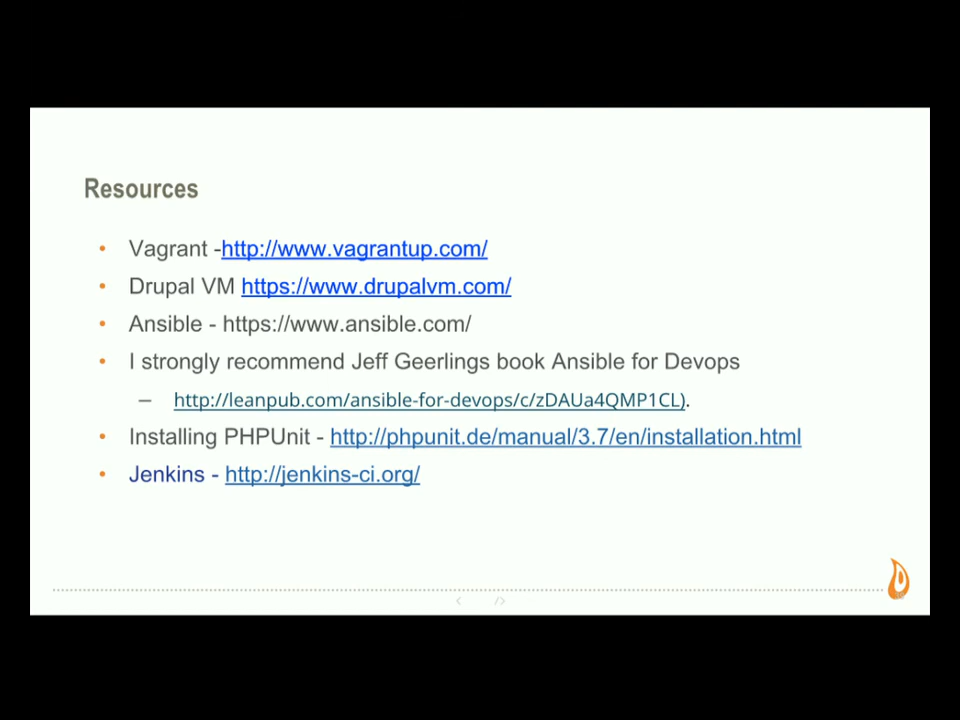 Resources
• Vagrant -http://www.vagrantup.com/
• Drupal VM https://www.drupalvm.com/
• Ansible - https://www.ansible.com/
• I strongly recommend Jeff Geerlings book Ansible for Devops
– http://leanpub.com/ansible-for-devops/c/zDAUa4QMP1CL).
• Installing PHPUnit - http://phpunit.de/manual/3.7/en/installation.html
• Jenkins - http://jenkins-ci.org/